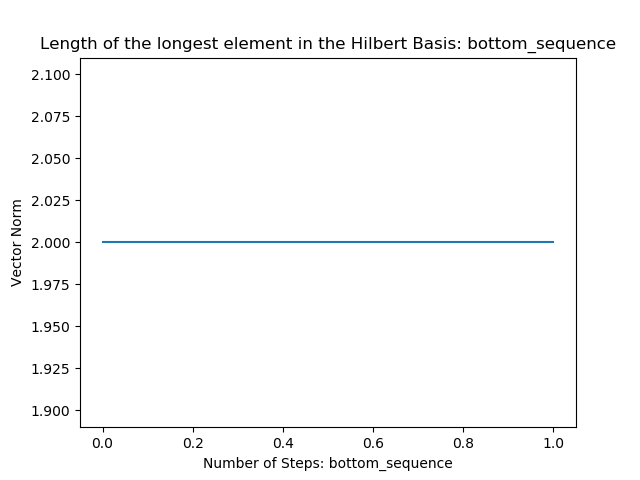 Length of the longest element in the Hilbert Basis: bottom_sequence
Vector Norm
2.100
2.075
2.050
2.025
2.000
1.975
1.950
1.925
1.900
0.0 0.2 0.4 0.6 0.8 1.0
Number of Steps: bottom_sequence